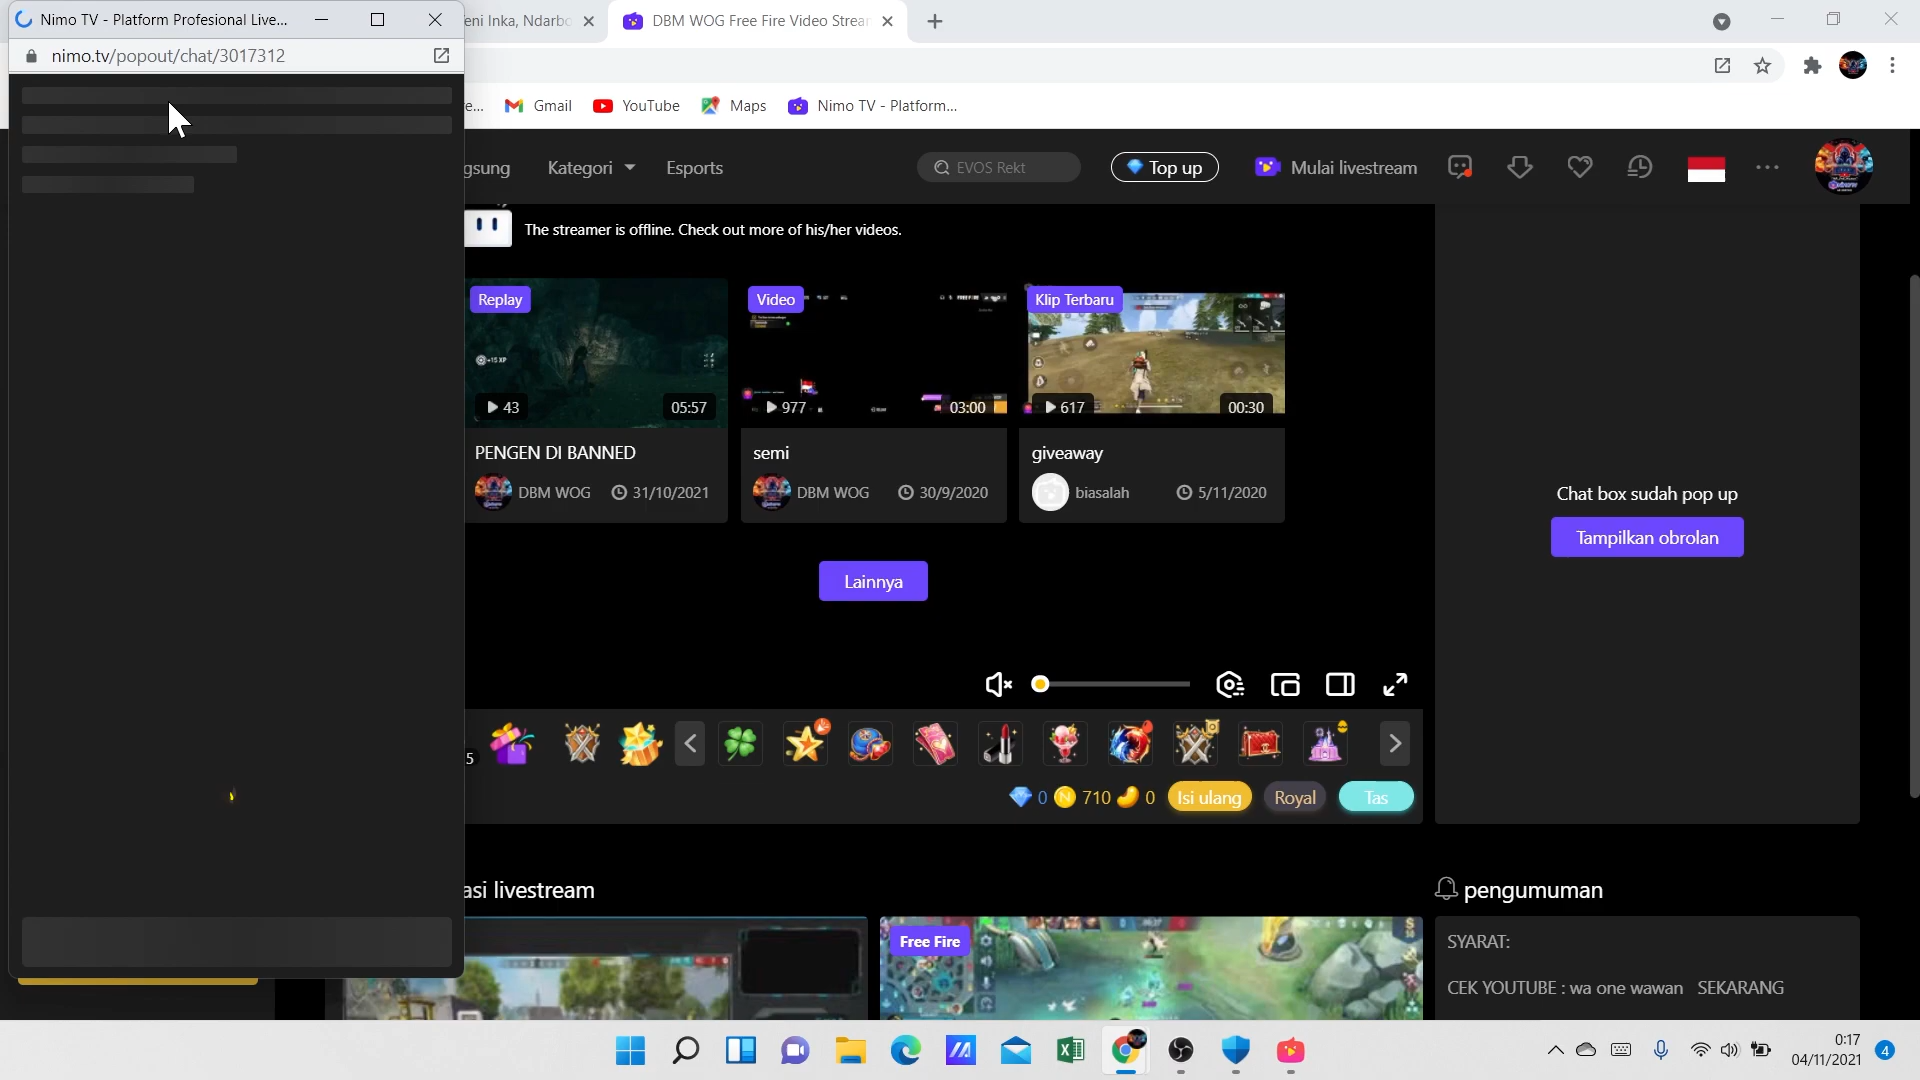 Nimo TV - Platform Profesional Live...
eni Inka, Ndarbo
DBM WOG Free Fire Video Strea
nimo.tv/popout/chat/3017312
e...
Gmail
YouTube
Maps
Nimo TV - Platform...
gsung
Kategori
Esports
EVOS Rekt
Top up
Mulai livestream
The streamer is offline. Check out more of his/her videos.
Replay
43
05:57
PENGEN DI BANNED
DBM WOG
31/10/2021
Video
977
03:00
semi
DBM WOG
30/9/2020
Klip Terbaru
617
00:30
giveaway
biasalah
5/11/2020
Lainnya
Chat box sudah pop up
Tampilkan obrolan
5
0
710
0
Isi ulang
Royal
Tas
asi livestream
Free Fire
pengumuman
SYARAT:
CEK YOUTUBE : wa one wawan SEKARANG
0:17
04/11/2021
4